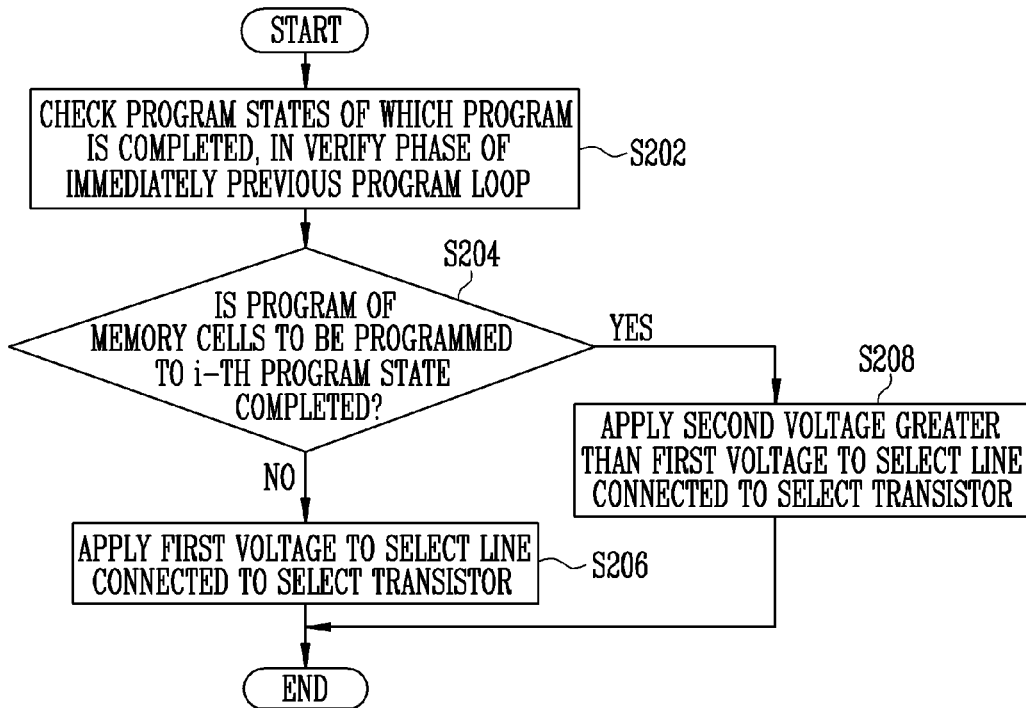 START
CHECK PROGRAM STATES OF WHICH PROGRAM
IS COMPLETED, IN VERIFY PHASE OF
IMMEDIATELY PREVIOUS PROGRAM LOOP
S202
S204
IS PROGRAM OF
MEMORY CELLS TO BE PROGRAMMED
TO i-TH PROGRAM STATE
COMPLETED?
YES
S208
APPLY SECOND VOLTAGE GREATER
THAN FIRST VOLTAGE TO SELECT LINE
CONNECTED TO SELECT TRANSISTOR
NO
APPLY FIRST VOLTAGE TO SELECT LINE
CONNECTED TO SELECT TRANSISTOR
S206
END